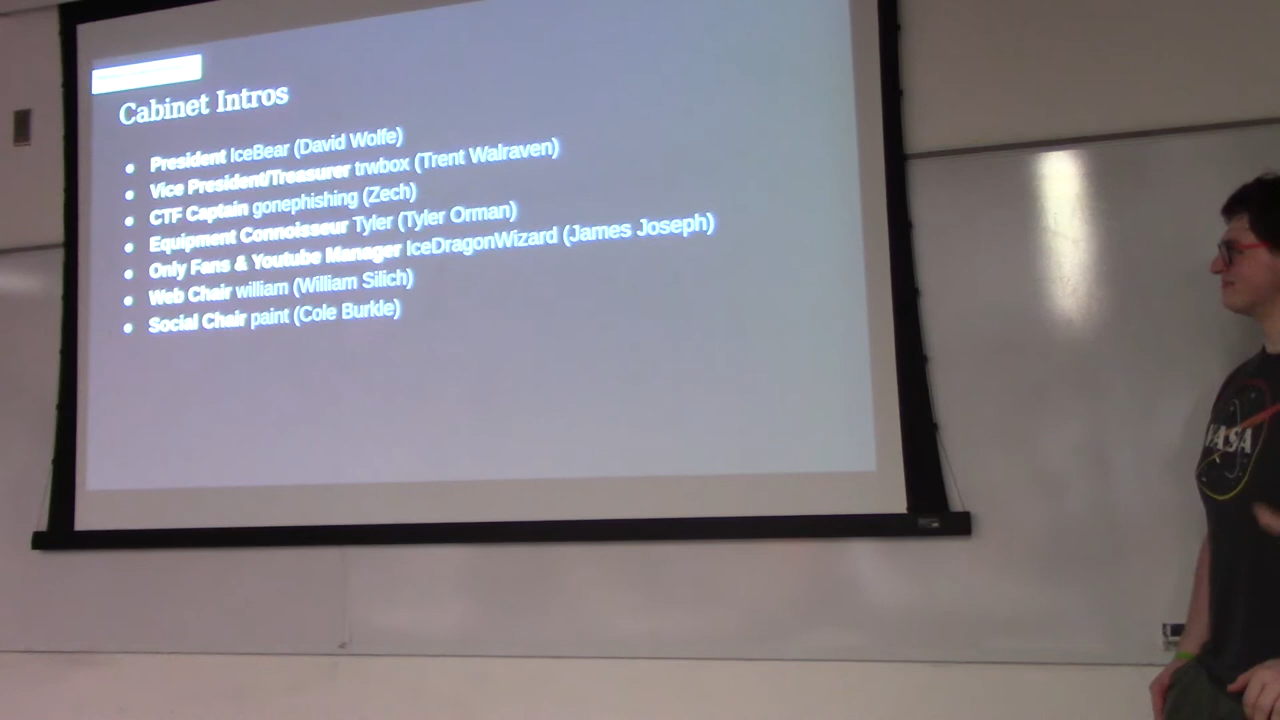 Cabinet Intros
President IceBear (David Wolfe)
Vice President/Treasurer trwbox (Trent Walraven)
CTF Captain gonephishing (Zech)
Equipment Connoisseur Tyler (Tyler Orman)
Only Fans & Youtube Manager IceDragonWizard (James Joseph)
Web Chair william (William Silich)
Social Chair paint (Cole Burkle)
NASA